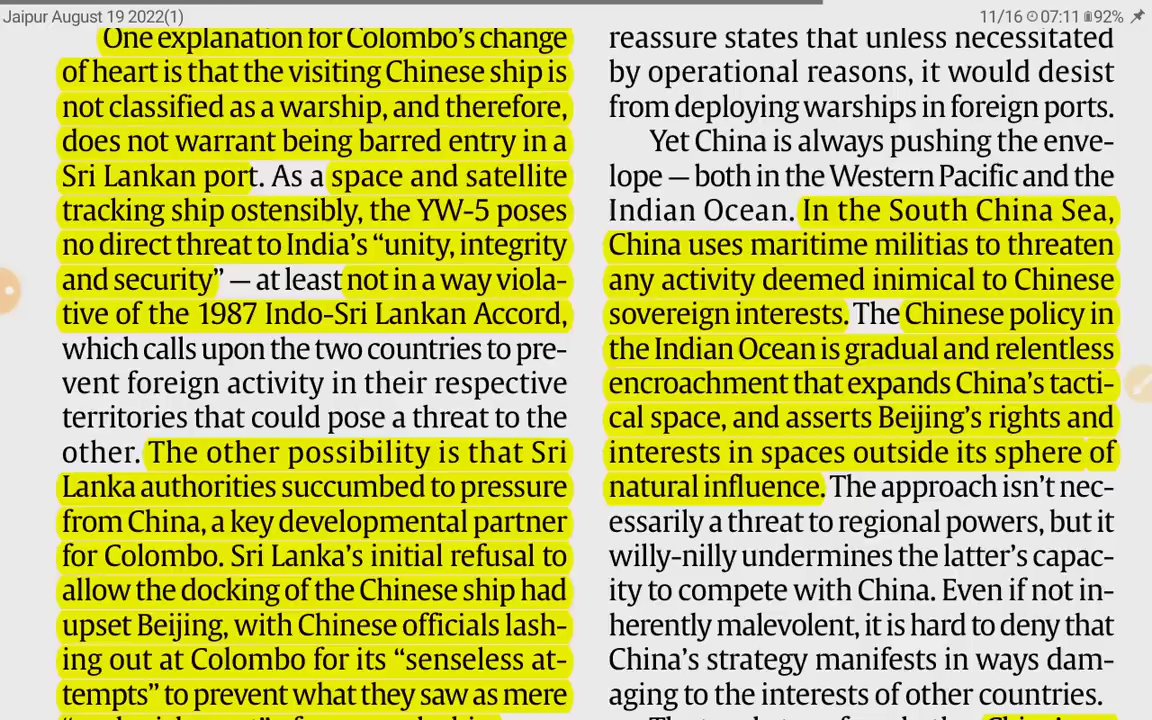 Jaipur August 19 2022(1)
11/16 07:11 92%
One explanation for Colombo's change
of heart is that the visiting Chinese ship is
not classified as a warship, and therefore,
does not warrant being barred entry in a
Sri Lankan port. As a space and satellite
tracking ship ostensibly, the YW-5 poses
no direct threat to India's “unity, integrity
and security” — at least not in a way viola-
tive of the 1987 Indo-Sri Lankan Accord,
which calls upon the two countries to pre-
vent foreign activity in their respective
territories that could pose a threat to the
other. The other possibility is that Sri
Lanka authorities succumbed to pressure
from China, a key developmental partner
for Colombo. Sri Lanka's initial refusal to
allow the docking of the Chinese ship had
upset Beijing, with Chinese officials lash-
ing out at Colombo for its “senseless at-
tempts” to prevent what they saw as mere
reassure states that unless necessitated
by operational reasons, it would desist
from deploying warships in foreign ports.
Yet China is always pushing the enve-
lope — both in the Western Pacific and the
Indian Ocean. In the South China Sea,
China uses maritime militias to threaten
any activity deemed inimical to Chinese
sovereign interests. The Chinese policy in
the Indian Ocean is gradual and relentless
encroachment that expands China's tacti-
cal space, and asserts Beijing's rights and
interests in spaces outside its sphere of
natural influence. The approach isn't nec-
essarily a threat to regional powers, but it
willy-nilly undermines the latter's capac-
ity to compete with China. Even if not in-
herently malevolent, it is hard to deny that
China's strategy manifests in ways dam-
aging to the interests of other countries.